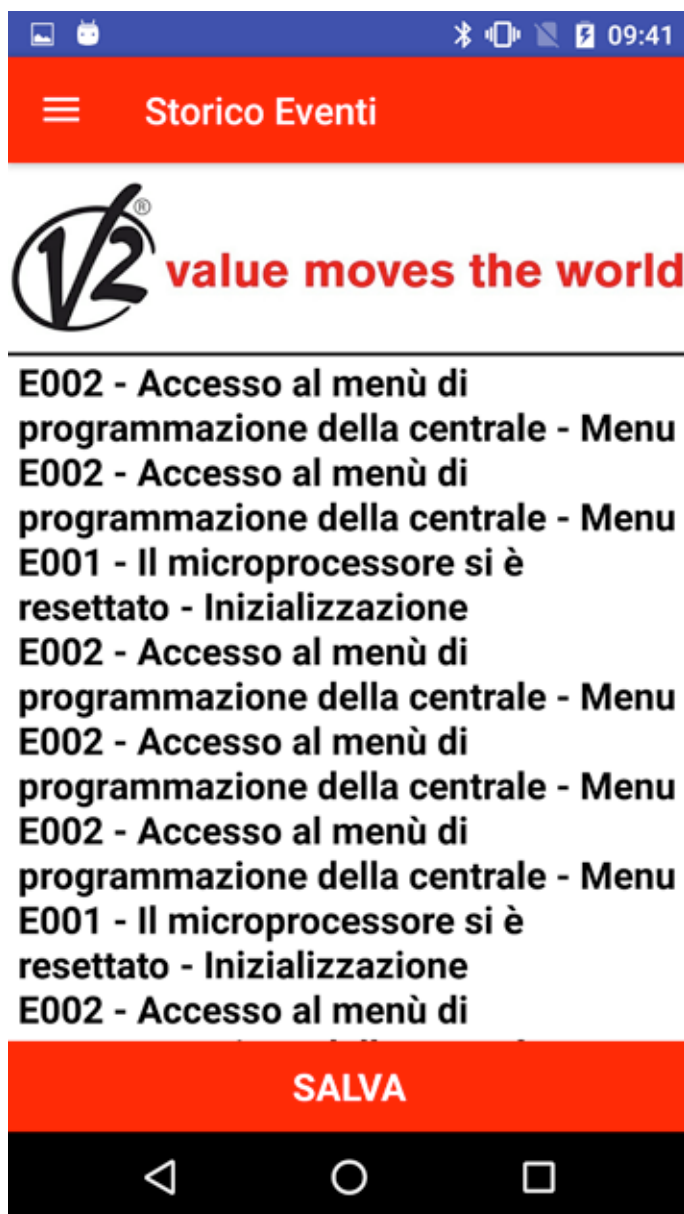 09:41
Storico Eventi
V2®
value moves the world
E002 - Accesso al menù di
programmazione della centrale - Menu
E002 - Accesso al menù di
programmazione della centrale - Menu
E001 - Il microprocessore si è
resettato - Inizializzazione
E002 - Accesso al menù di
programmazione della centrale - Menu
E002 - Accesso al menù di
programmazione della centrale - Menu
E002 - Accesso al menù di
programmazione della centrale - Menu
E001 - Il microprocessore si è
resettato - Inizializzazione
E002 - Accesso al menù di
SALVA